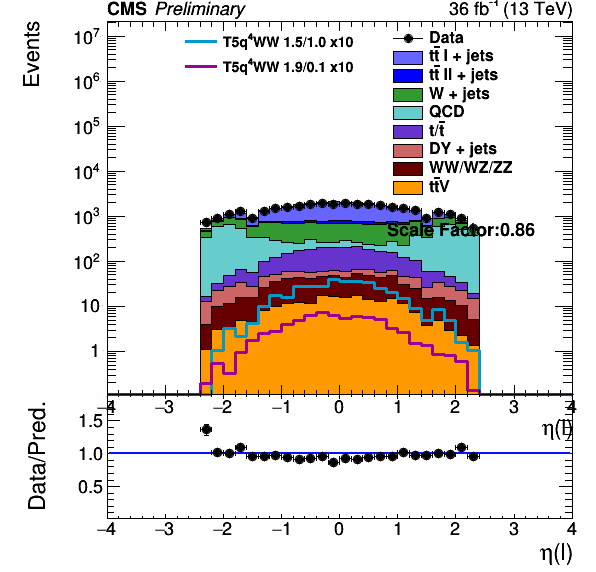 CMS Preliminary 36 fb⁻¹ (13 TeV)
Events
10⁷
10⁶
10⁵
10⁴
10³
10²
10
1
T5q⁴WW 1.5/1.0 x10
T5q⁴WW 1.9/0.1 x10
Data
tt̄ l + jets
tt̄ ll + jets
W + jets
QCD
t/t̄
DY + jets
WW/WZ/ZZ
tt̄V
Scale Factor:0.86
−4 −3 −2 −1 0 1 2 3 4
η(l)
Data/Pred.
1.5
1.0
0.5
−4 −3 −2 −1 0 1 2 3 4
η(l)